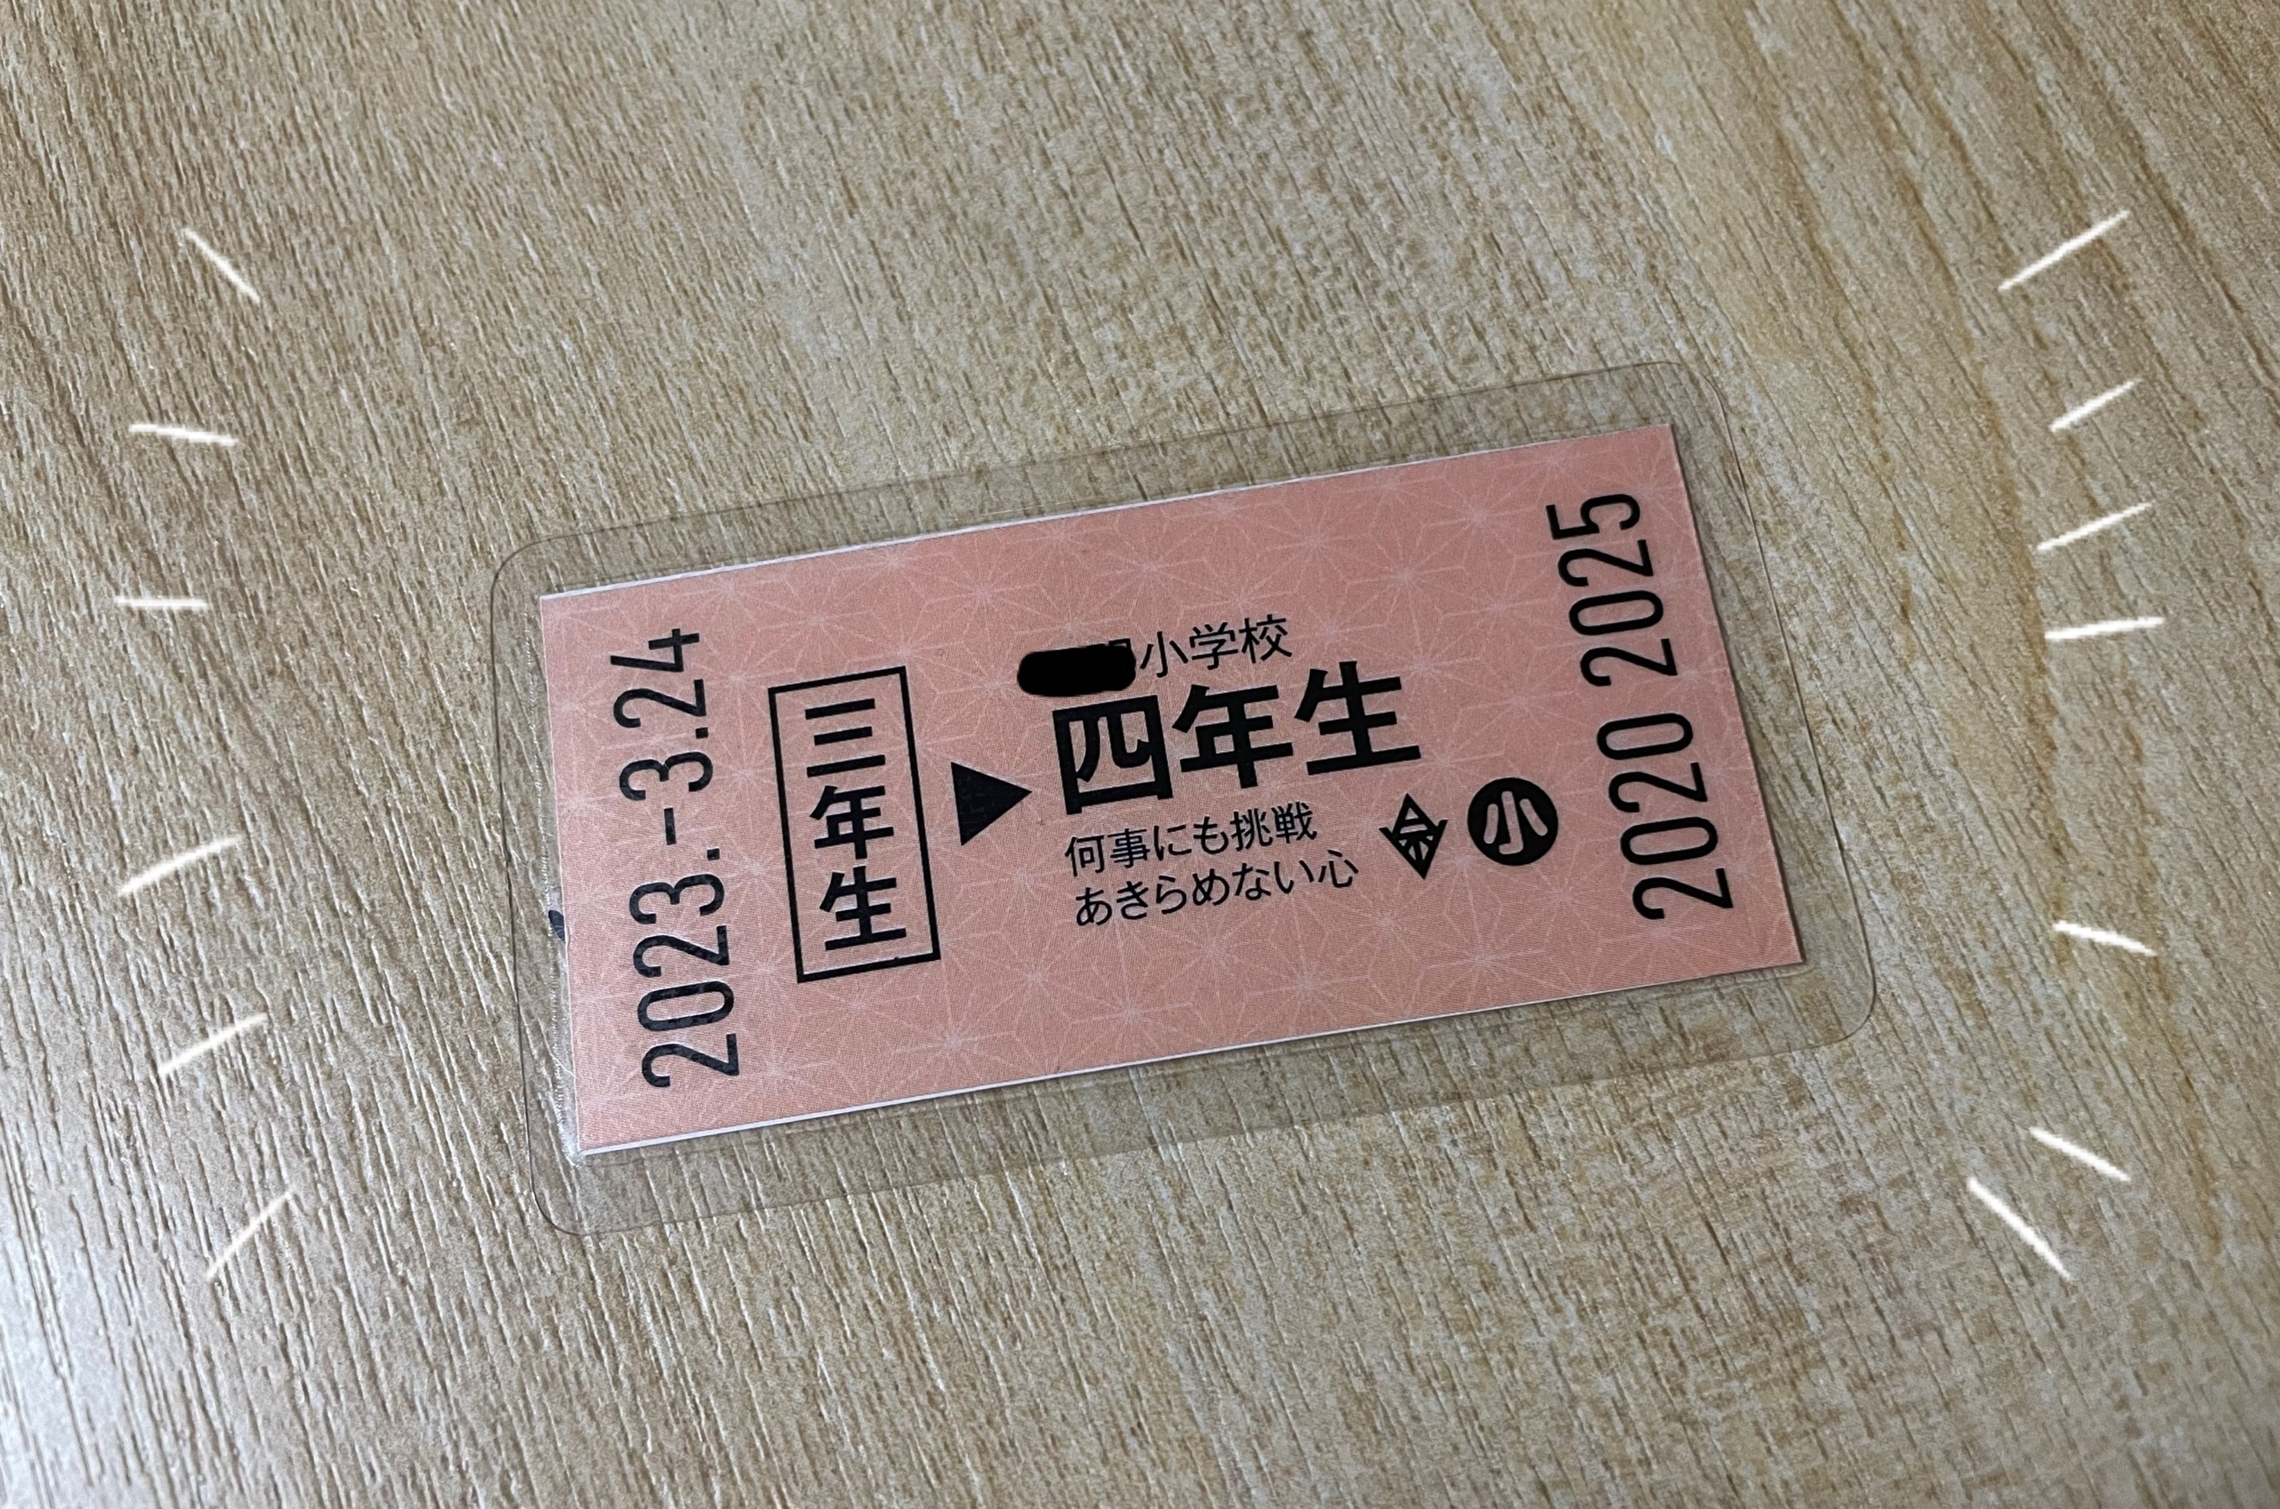 2023.-3.24
三年生
小学校
四年生
何事にも挑戦
あきらめない心
小
2020 2025